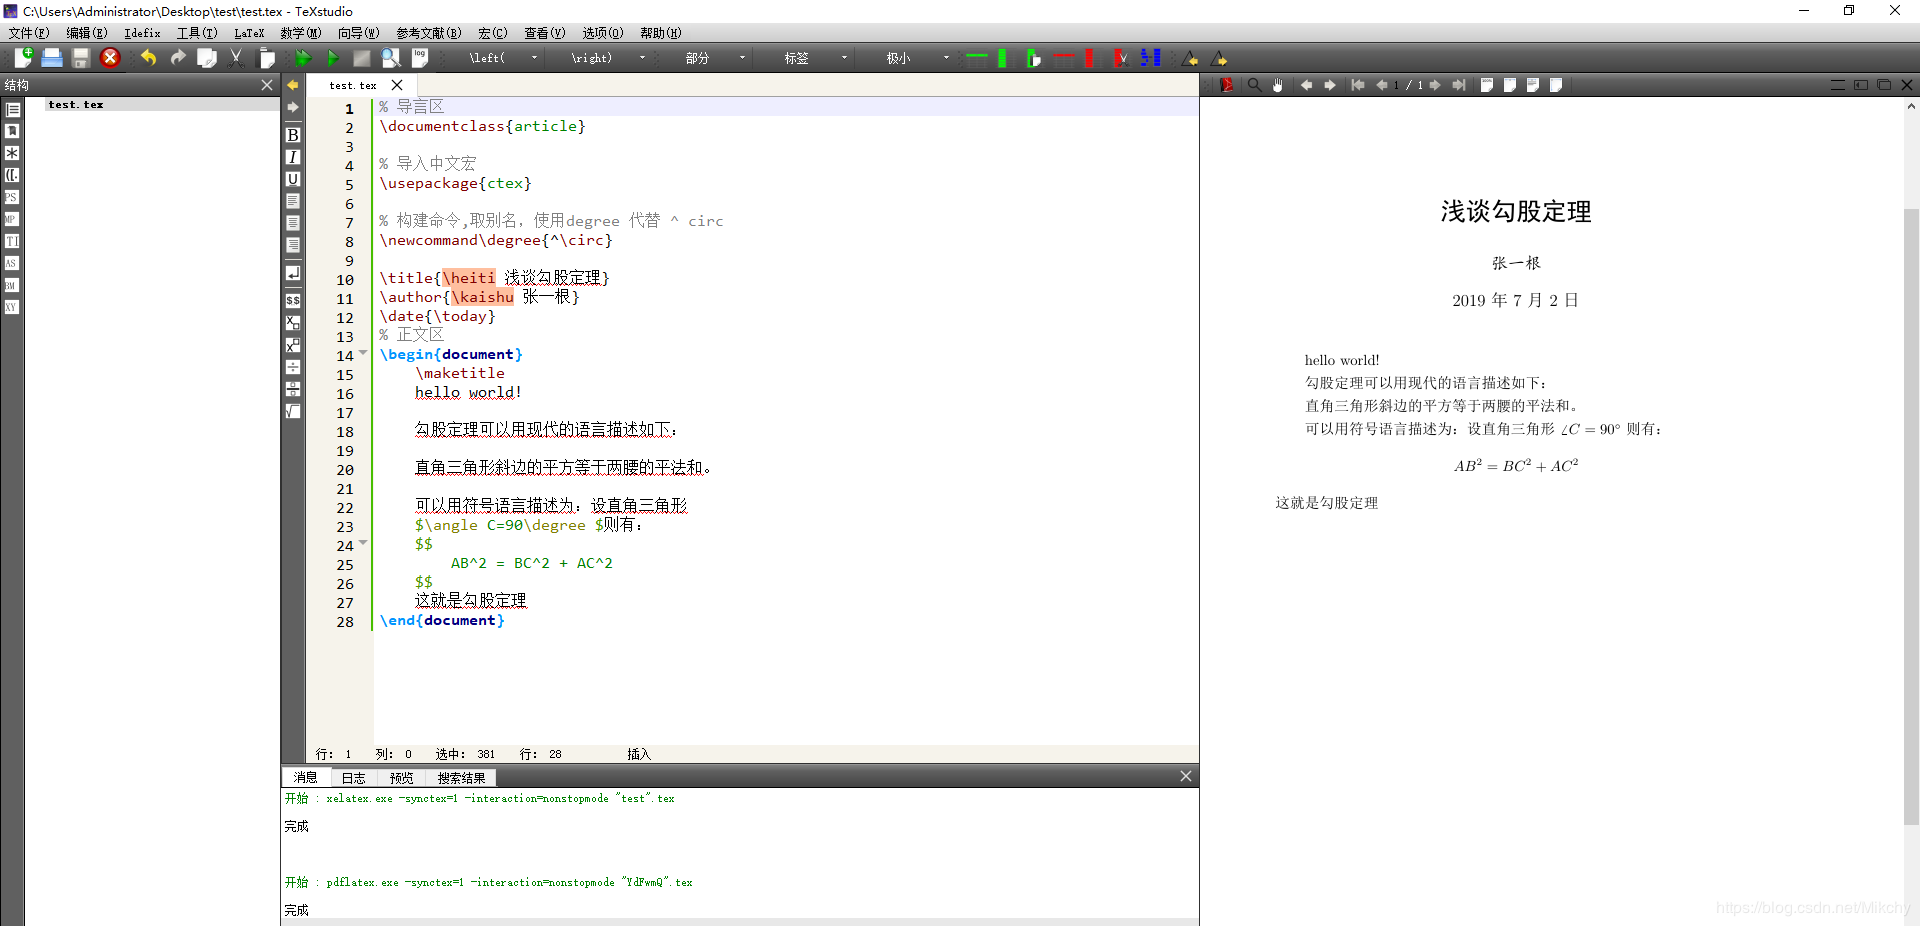 C:\Users\Administrator\Desktop\test\test.tex - TeXstudio
文件(F) 编辑(E) Idefix 工具(T) LaTeX 数学(M) 向导(W) 参考文献(B) 宏(C) 查看(V) 选项(O) 帮助(H)
log \left( \right) 部分 标签 极小
结构
test.tex
1 / 1
test.tex
1 % 导言区
2 \documentclass{article}
3
4 % 导入中文宏
5 \usepackage{ctex}
6
7 % 构建命令,取别名，使用degree 代替 ^ circ
8 \newcommand\degree{^\circ}
9
10 \title{\heiti 浅谈勾股定理}
11 \author{\kaishu 张一根}
12 \date{\today}
13 % 正文区
14 \begin{document}
15 \maketitle
16 hello world!
17
18 勾股定理可以用现代的语言描述如下：
19
20 直角三角形斜边的平方等于两腰的平法和。
21
22 可以用符号语言描述为：设直角三角形
23 $\angle C=90\degree $则有：
24 $$
25 AB^2 = BC^2 + AC^2
26 $$
27 这就是勾股定理
28 \end{document}
B
I
U
PS
MP
TI
AS
BM
XY
$$
行： 1 列： 0 选中： 381 行： 28 插入
消息 日志 预览 搜索结果
开始 : xelatex.exe -synctex=1 -interaction=nonstopmode "test".tex
完成
开始 : pdflatex.exe -synctex=1 -interaction=nonstopmode "YdFwmQ".tex
完成
浅谈勾股定理
张一根
2019 年 7 月 2 日
hello world!
勾股定理可以用现代的语言描述如下：
直角三角形斜边的平方等于两腰的平法和。
可以用符号语言描述为：设直角三角形 ∠C = 90° 则有：
AB² = BC² + AC²
这就是勾股定理
https://blog.csdn.net/Mikchy